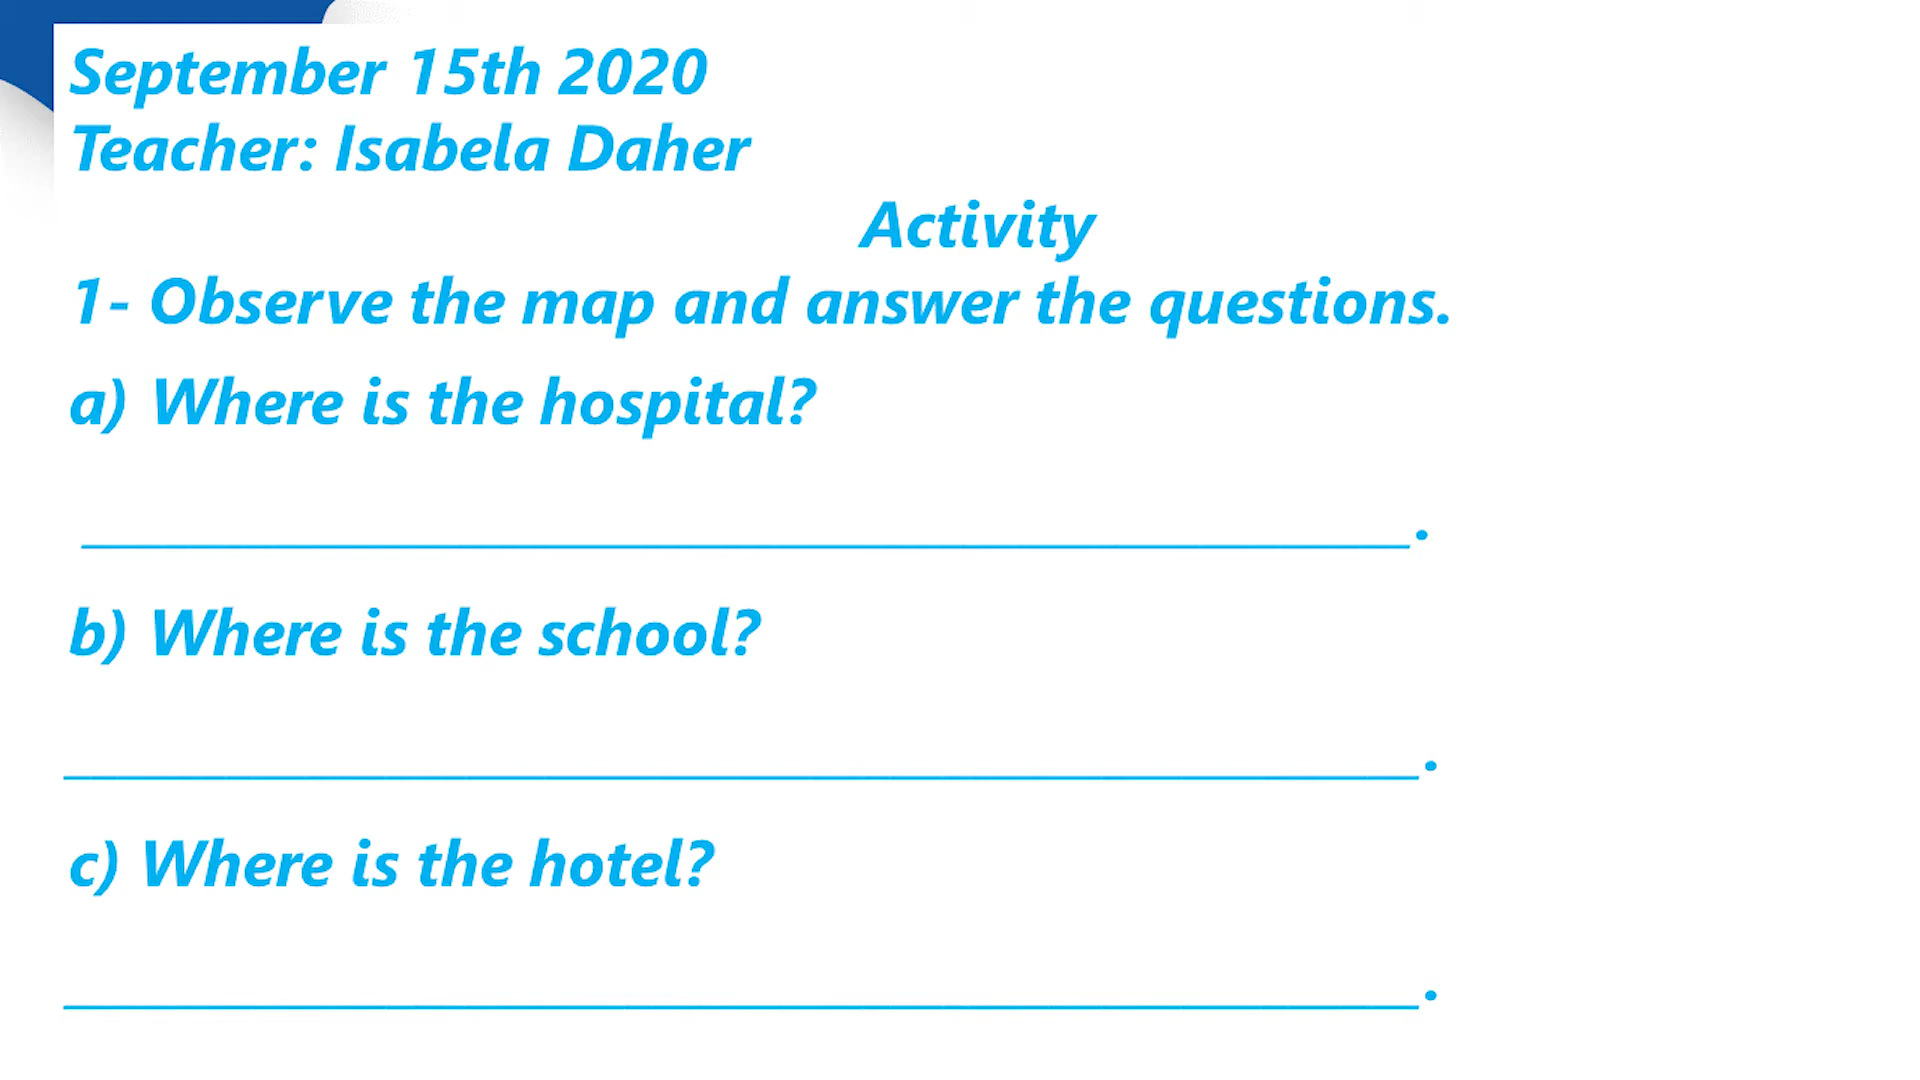 September 15th 2020
Teacher: Isabela Daher
Activity
1- Observe the map and answer the questions.
a) Where is the hospital?
_______________________________________.
b) Where is the school?
_______________________________________.
c) Where is the hotel?
_______________________________________.